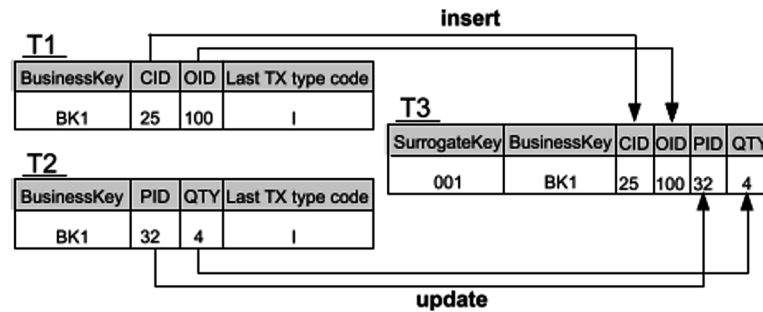 insert
T1
BusinessKey CID OID Last TX type code
BK1 25 100 I
T3
SurrogateKey BusinessKey CID OID PID QTY
001 BK1 25 100 32 4
T2
BusinessKey PID QTY Last TX type code
BK1 32 4 I
update